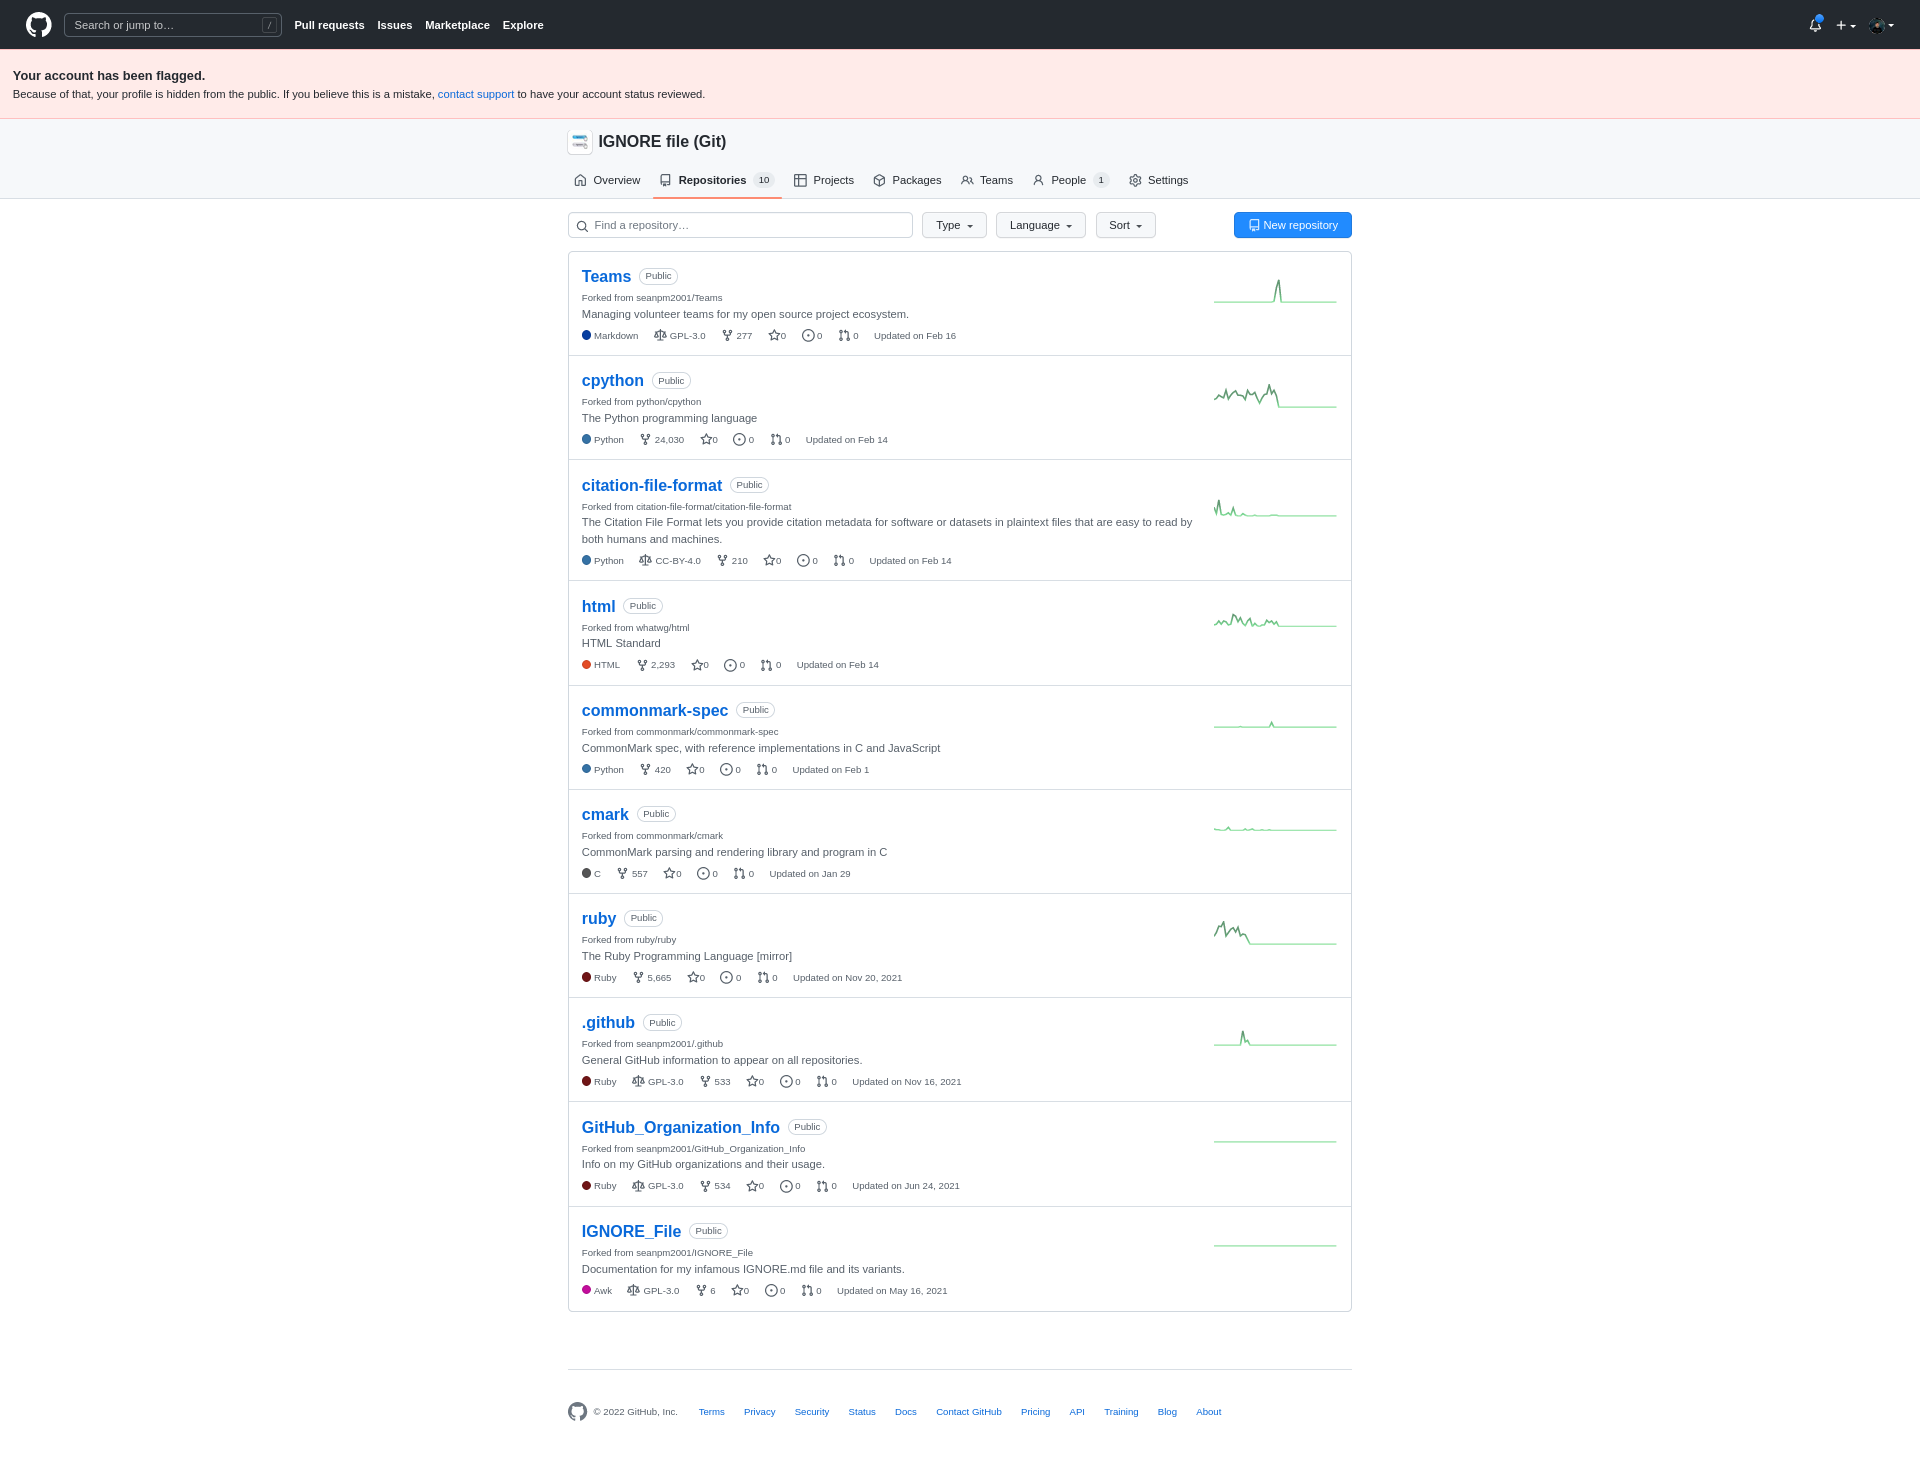 Search or jump to… /
Pull requests Issues Marketplace Explore
Your account has been flagged.
Because of that, your profile is hidden from the public. If you believe this is a mistake, contact support to have your account status reviewed.
IGNORE file (Git)
Overview Repositories 10 Projects Packages Teams People 1 Settings
Find a repository… Type Language Sort New repository
Teams Public
Forked from seanpm2001/Teams
Managing volunteer teams for my open source project ecosystem.
Markdown GPL-3.0 277 0 0 0 Updated on Feb 16
cpython Public
Forked from python/cpython
The Python programming language
Python 24,030 0 0 0 Updated on Feb 14
citation-file-format Public
Forked from citation-file-format/citation-file-format
The Citation File Format lets you provide citation metadata for software or datasets in plaintext files that are easy to read by
both humans and machines.
Python CC-BY-4.0 210 0 0 0 Updated on Feb 14
html Public
Forked from whatwg/html
HTML Standard
HTML 2,293 0 0 0 Updated on Feb 14
commonmark-spec Public
Forked from commonmark/commonmark-spec
CommonMark spec, with reference implementations in C and JavaScript
Python 420 0 0 0 Updated on Feb 1
cmark Public
Forked from commonmark/cmark
CommonMark parsing and rendering library and program in C
C 557 0 0 0 Updated on Jan 29
ruby Public
Forked from ruby/ruby
The Ruby Programming Language [mirror]
Ruby 5,665 0 0 0 Updated on Nov 20, 2021
.github Public
Forked from seanpm2001/.github
General GitHub information to appear on all repositories.
Ruby GPL-3.0 533 0 0 0 Updated on Nov 16, 2021
GitHub_Organization_Info Public
Forked from seanpm2001/GitHub_Organization_Info
Info on my GitHub organizations and their usage.
Ruby GPL-3.0 534 0 0 0 Updated on Jun 24, 2021
IGNORE_File Public
Forked from seanpm2001/IGNORE_File
Documentation for my infamous IGNORE.md file and its variants.
Awk GPL-3.0 6 0 0 0 Updated on May 16, 2021
© 2022 GitHub, Inc. Terms Privacy Security Status Docs Contact GitHub Pricing API Training Blog About